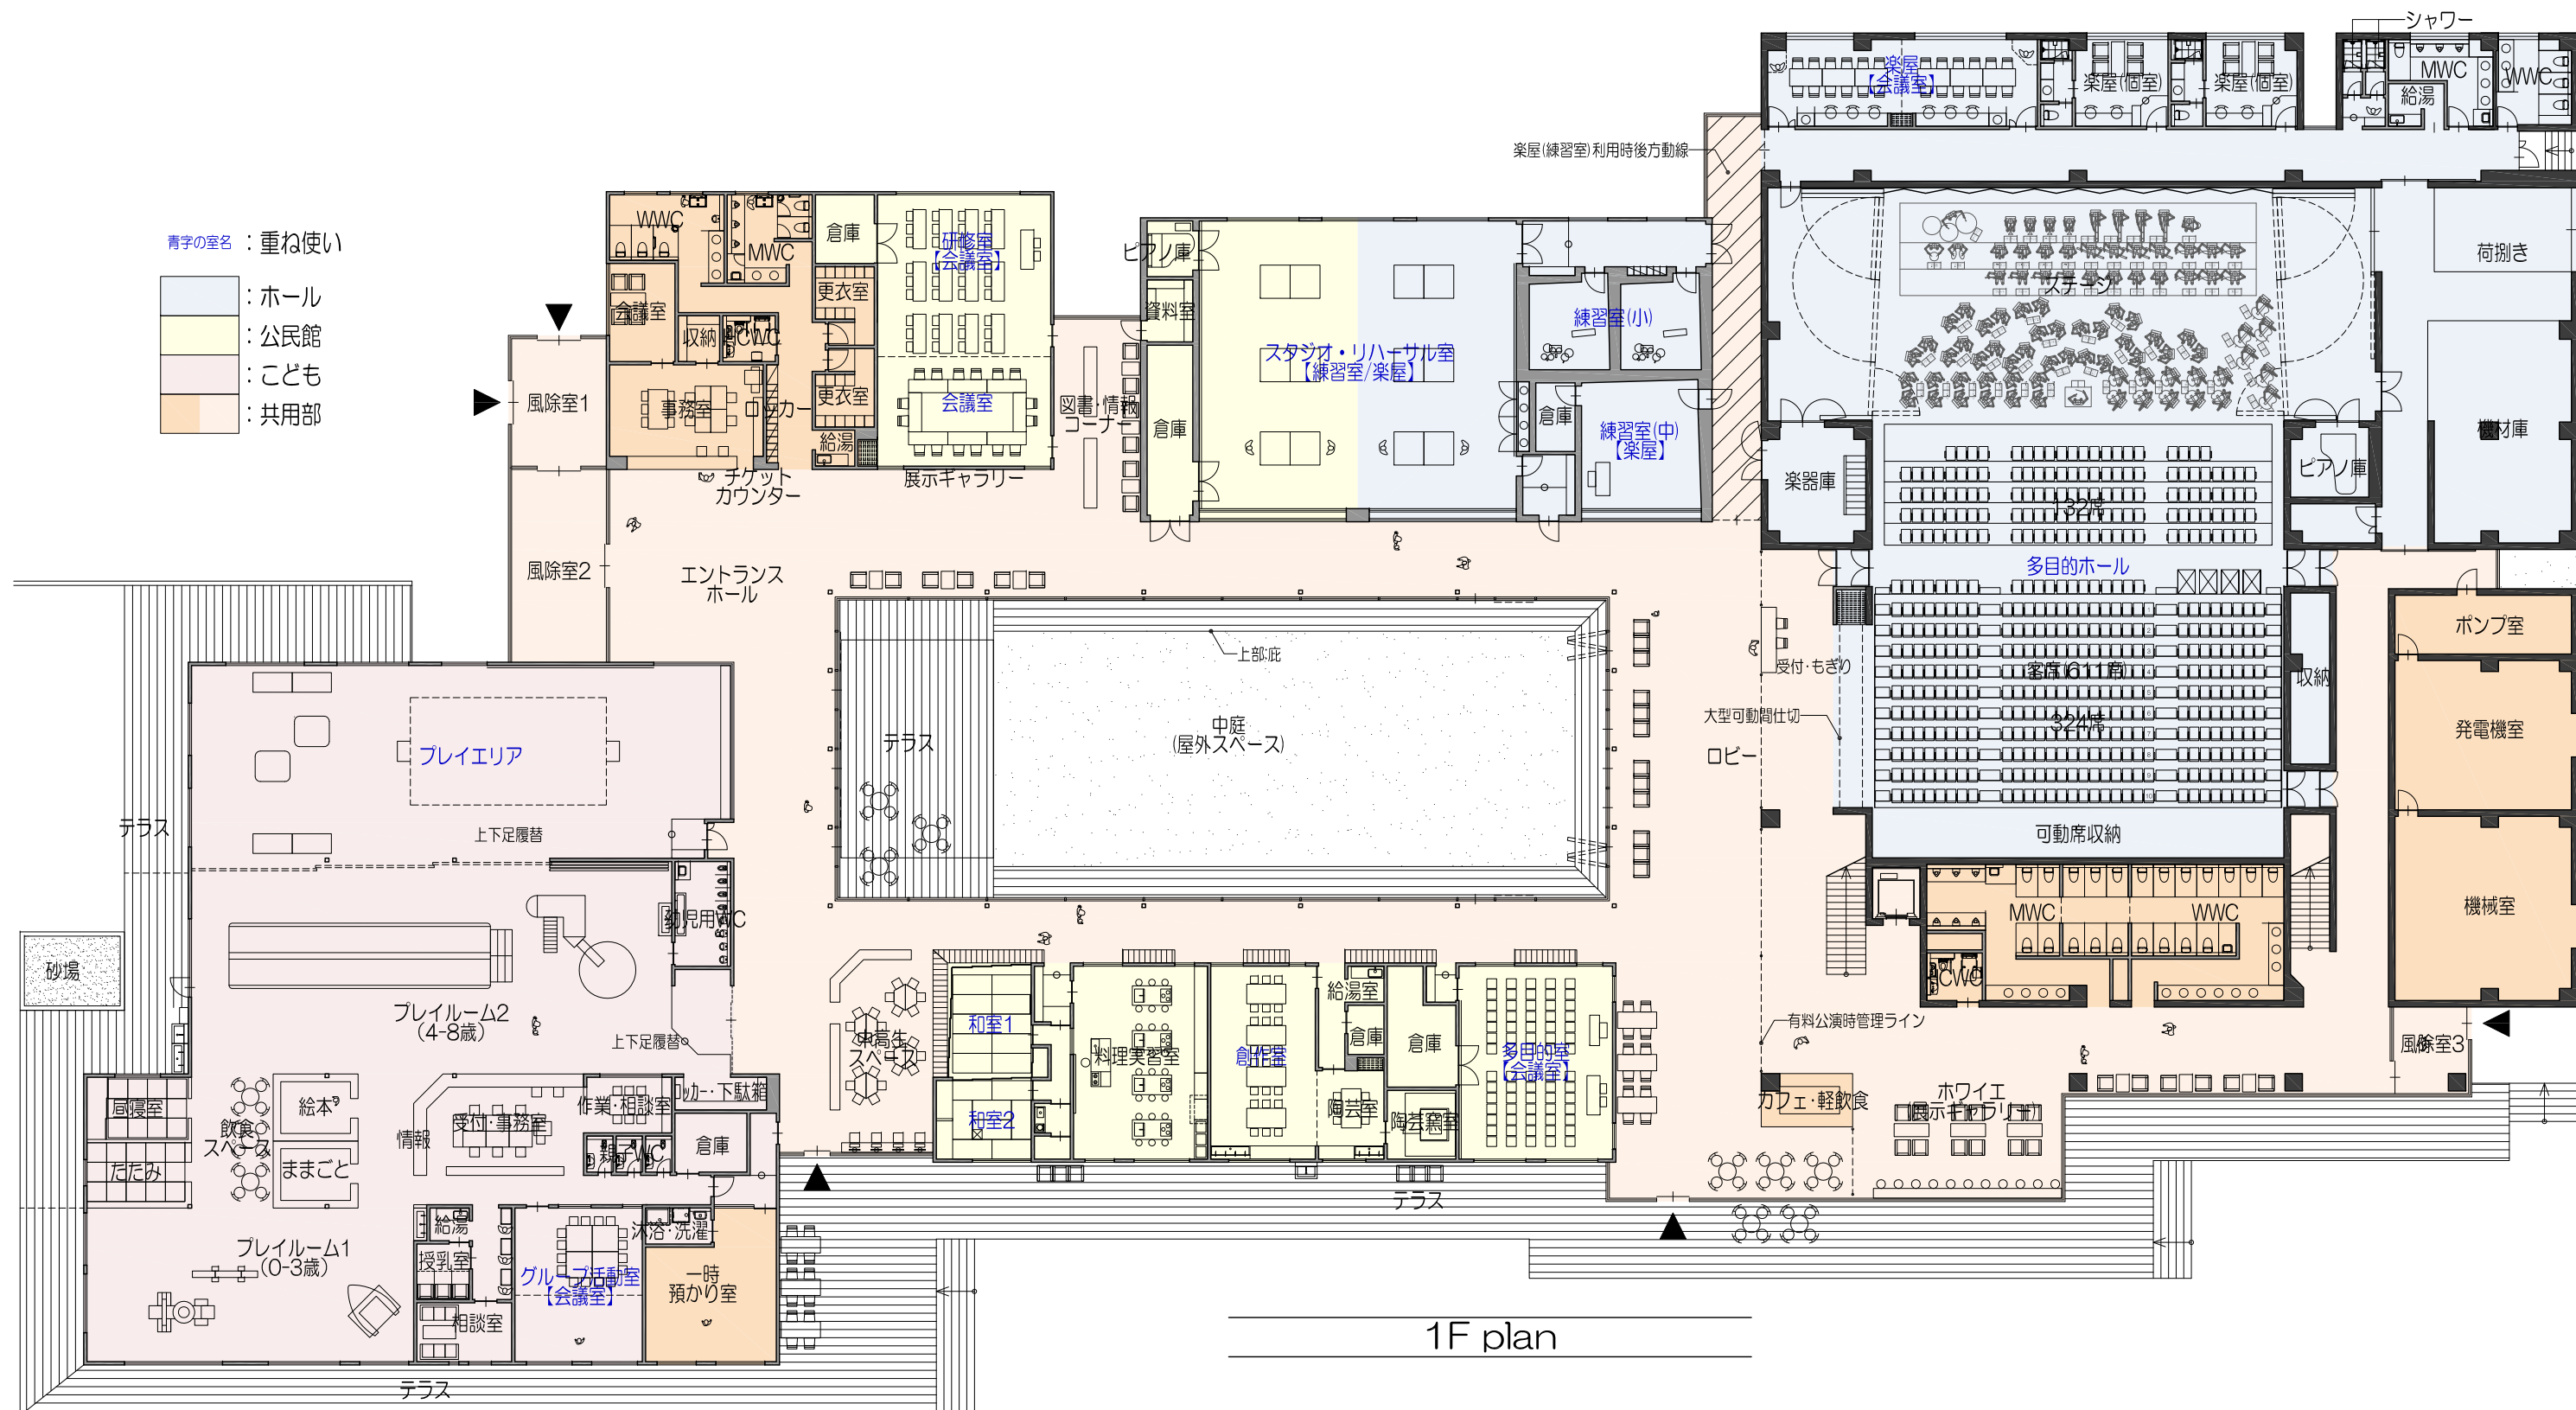 シャワー
楽屋
【会議室】
楽屋(個室)
楽屋(個室)
MWC
WWC
給湯
楽屋(練習室)利用時後方動線
青字の室名：重ね使い
：ホール
：公民館
：こども
：共用部
WWC
MWC
倉庫
研修室
【会議室】
会議室
収納
HCWC
更衣室
更衣室
事務室
ロッカー
給湯
会議室
チケット
カウンター
展示ギャラリー
図書・情報
コーナー
風除室1
風除室2
エントランス
ホール
ピアノ庫
資料室
倉庫
スタジオ・リハーサル室
【練習室/楽屋】
練習室(小)
倉庫
練習室(中)
【楽屋】
ステージ
荷捌き
機材庫
楽器庫
ピアノ庫
132席
多目的ホール
客席(611席)
324席
収納
可動席収納
ポンプ室
発電機室
機械室
受付・もぎり
大型可動間仕切
ロビー
上部:庇
中庭
(屋外スペース)
テラス
プレイエリア
上下足履替
テラス
砂場
幼児用WC
プレイルーム2
(4-8歳)
上下足履替
中高生
スペース
和室1
和室2
料理実習室
創作室
給湯室
倉庫
陶芸室
倉庫
陶芸窯室
多目的室
【会議室】
MWC
WWC
HCWC
有料公演時管理ライン
カフェ・軽飲食
ホワイエ
(展示ギャラリー)
風除室3
昼寝室
飲食
スペース
絵本
たたみ
ままごと
情報
受付・事務室
作業・相談室
ロッカー・下駄箱
親子WC
倉庫
プレイルーム1
(0-3歳)
給湯
授乳室
相談室
グループ活動室
【会議室】
沐浴・洗濯
一時
預かり室
テラス
テラス
1F plan